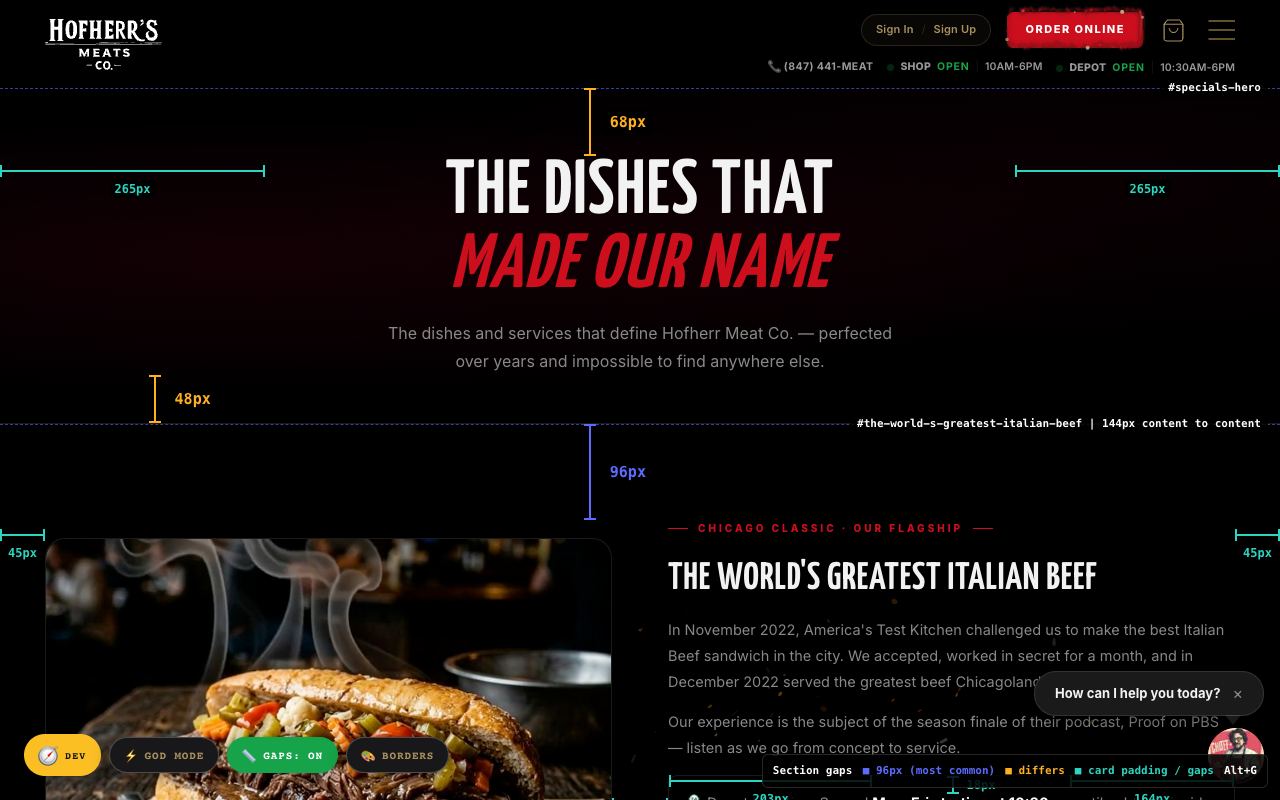 HOFHERR'S
MEATS
CO.
Sign In / Sign Up
ORDER ONLINE
(847) 441-MEAT
SHOP OPEN 10AM-6PM
DEPOT OPEN 10:30AM-6PM
#specials-hero
68px
265px
265px
THE DISHES THAT
MADE OUR NAME
The dishes and services that define Hofherr Meat Co. — perfected
over years and impossible to find anywhere else.
48px
#the-world-s-greatest-italian-beef | 144px content to content
96px
45px
45px
CHICAGO CLASSIC · OUR FLAGSHIP
THE WORLD'S GREATEST ITALIAN BEEF
In November 2022, America's Test Kitchen challenged us to make the best Italian
Beef sandwich in the city. We accepted, worked in secret for a month, and in
December 2022 served the greatest beef Chicagoland
How can I help you today? ×
Our experience is the subject of the season finale of their podcast, Proof on PBS
— listen as we go from concept to service.
DEV
GOD MODE
GAPS: ON
BORDERS
Section gaps 96px (most common) differs card padding / gaps Alt+G
203px
164px